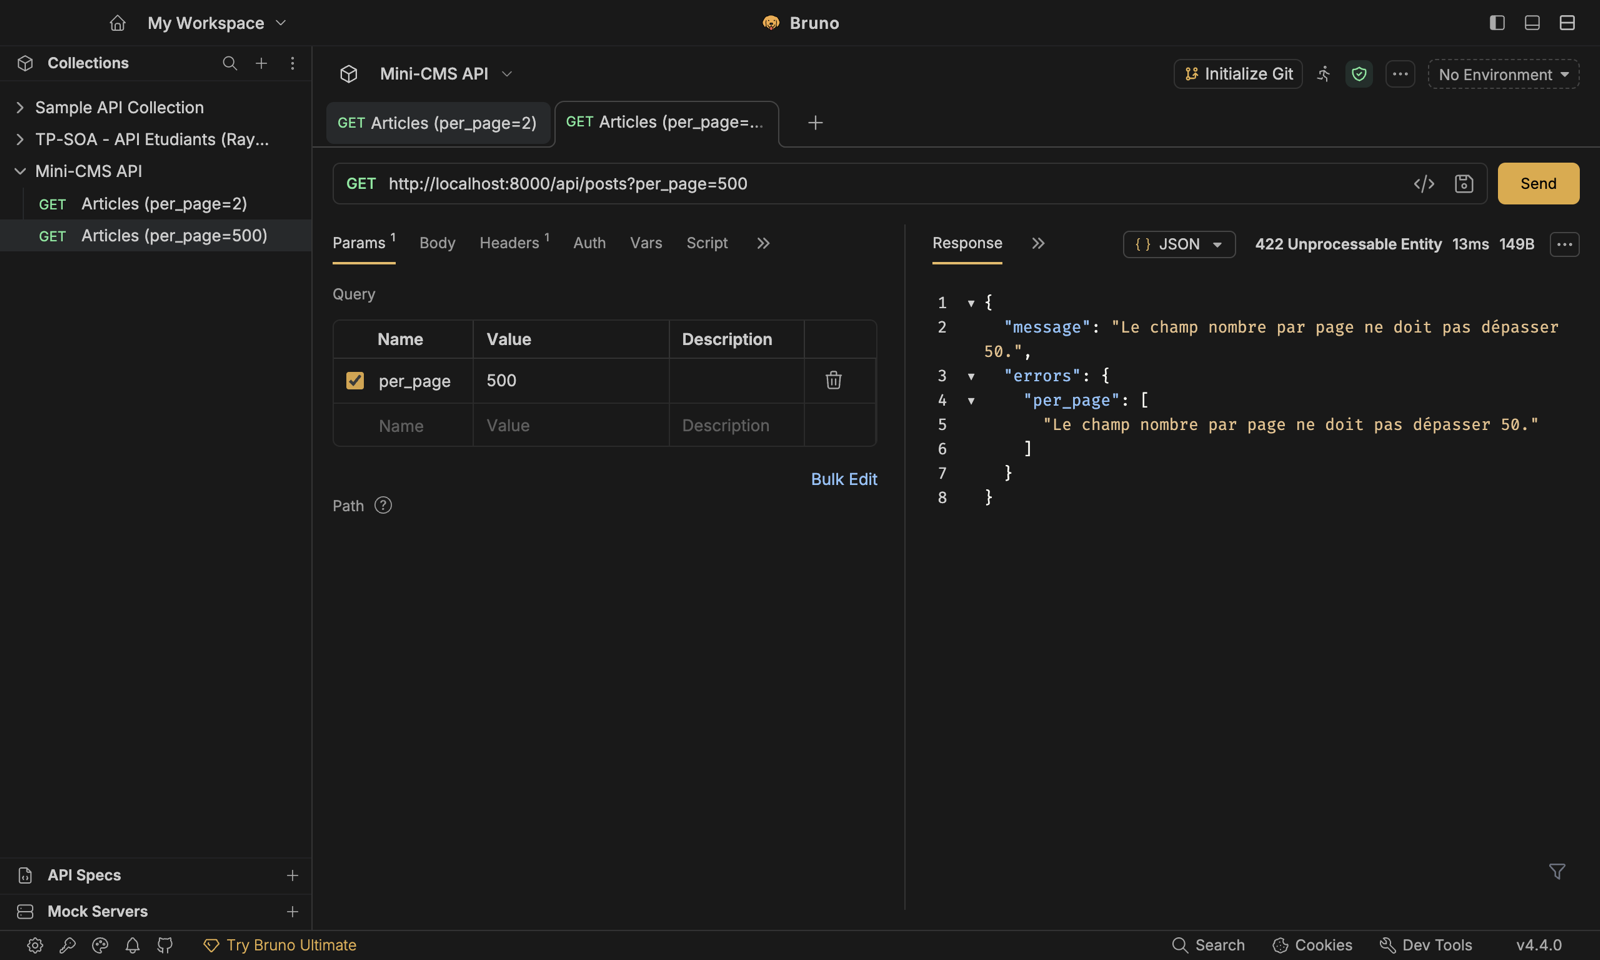 My Workspace
Bruno
Collections
Sample API Collection
TP-SOA - API Etudiants (Ray...
Mini-CMS API
GET Articles (per_page=2)
GET Articles (per_page=500)
API Specs
Mock Servers
Mini-CMS API
Initialize Git
No Environment
GET Articles (per_page=2)
GET Articles (per_page=...
GET http://localhost:8000/api/posts?per_page=500
Send
Params 1 Body Headers 1 Auth Vars Script
Query
Name Value Description
per_page 500
Name Value Description
Bulk Edit
Path ?
Response
{ } JSON
422 Unprocessable Entity 13ms 149B
1 {
2 "message": "Le champ nombre par page ne doit pas dépasser
50.",
3 "errors": {
4 "per_page": [
5 "Le champ nombre par page ne doit pas dépasser 50."
6 ]
7 }
8 }
Try Bruno Ultimate
Search Cookies Dev Tools v4.4.0